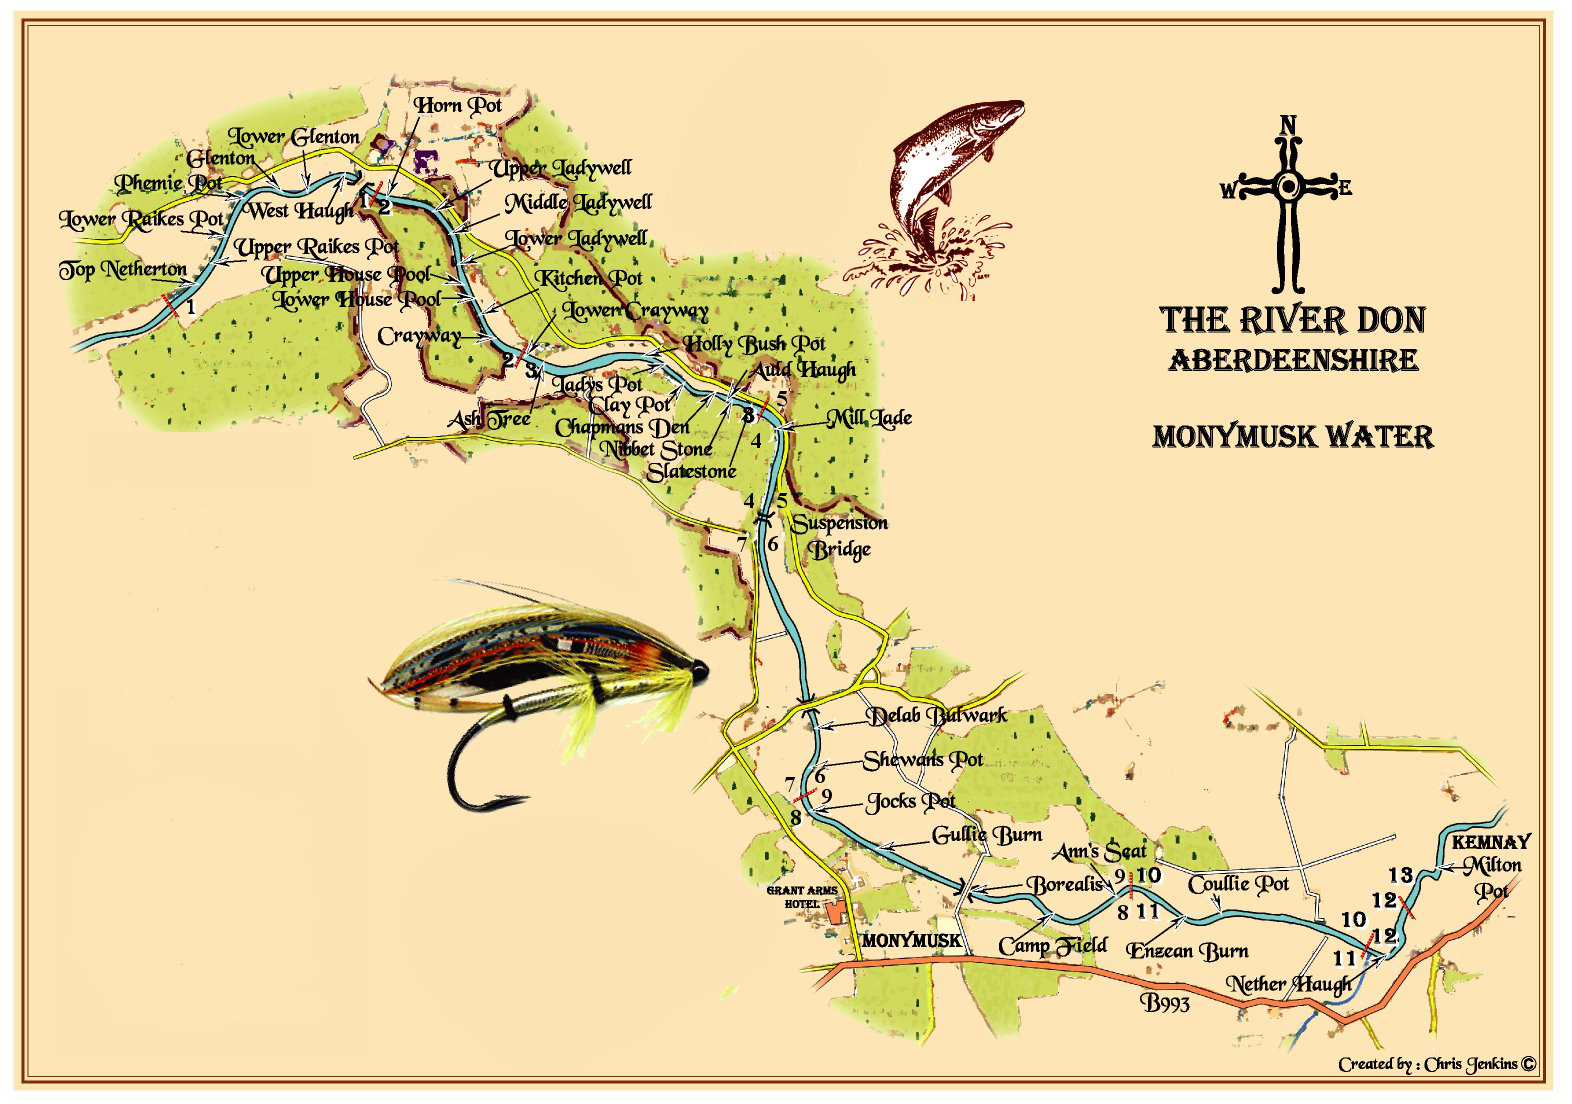 Horn Pot
Lower Glenton
Glenton
Phemie Pot
Lower Raikes Pot
West Haugh
1
2
Upper Ladywell
Middle Ladywell
Lower Ladywell
Upper Raikes Pot
Top Netherton
1
Upper House Pool
Lower House Pool
Kitchen Pot
Lower Crayway
Crayway
2
3
Holly Bush Pot
Auld Haugh
Ladys Pot
Clay Pot
Ash Tree
Chapmans Den
Nibbet Stone
Slatestone
3
5
4
Mill Lade
4
5
Suspension
Bridge
7
6
N
W
E
THE RIVER DON
ABERDEENSHIRE
MONYMUSK WATER
Delab Bulwark
Shewans Pot
7
6
9
8
Jocks Pot
Gullie Burn
Ann's Seat
9
10
8
11
Borealis
Coullie Pot
GRANT ARMS
HOTEL
MONYMUSK
Camp Field
Enzean Burn
KEMNAY
Milton
Pot
13
12
10
12
11
Nether Haugh
B993
Created by : Chris Jenkins ©